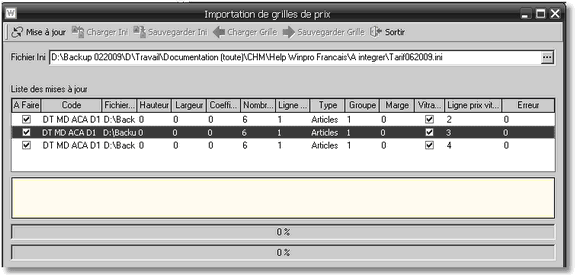 W Importation de grilles de prix
Mise à jour Charger Ini Sauvegarder Ini Charger Grille Sauvegarder Grille Sortir
Fichier Ini D:\Backup 022009\D\Travail\Documentation (toute)\CHM\Help Winpro Francais\A integrer\Tarif062009.ini ...
Liste des mises à jour
A Faire Code Fichier... Hauteur Largeur Coeffi... Nombr... Ligne ... Type Groupe Marge Vitra... Ligne prix vit... Erreur
DT MD ACA D1 D:\Back 0 0 0 6 1 Articles 1 0 2 0
DT MD ACA D1 D:\Backu 0 0 0 6 1 Articles 1 0 3 0
DT MD ACA D1 D:\Back 0 0 0 6 1 Articles 1 0 4 0
0 %
0 %